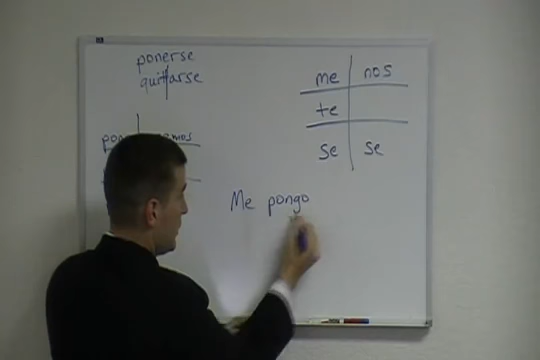 ponerse
quitarse
me nos
te
se se
Me pongo